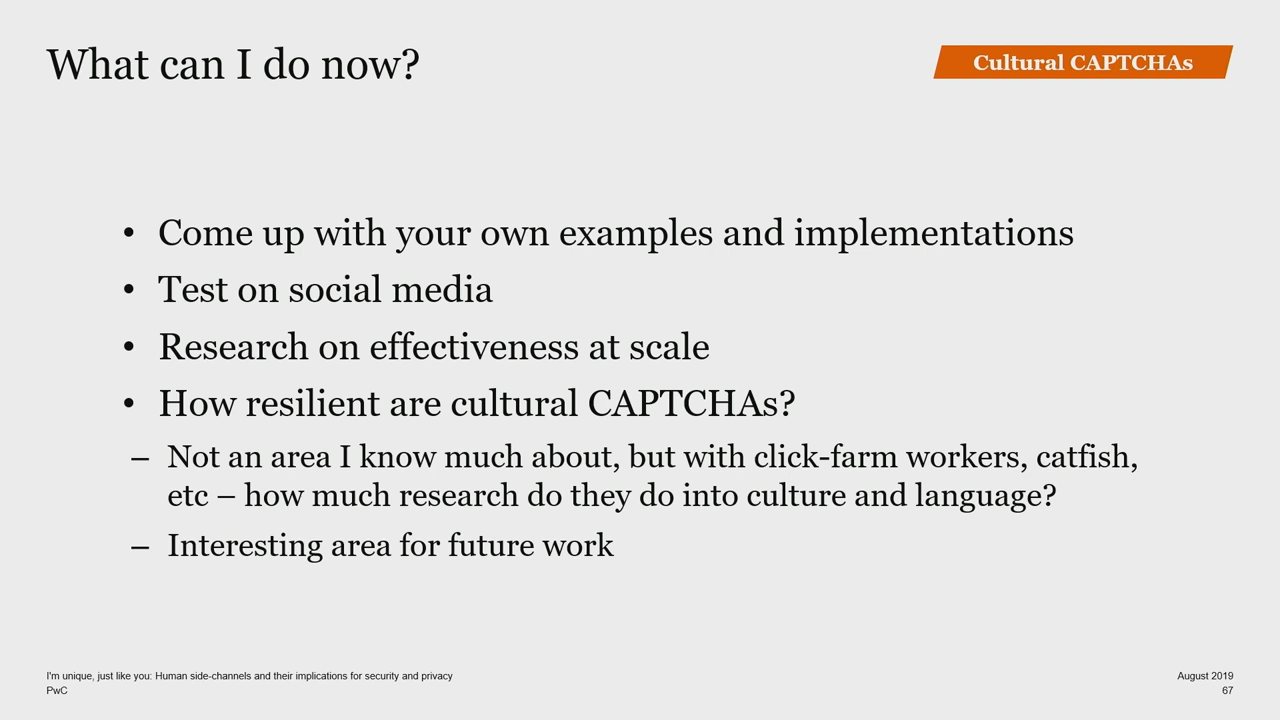 What can I do now?
Cultural CAPTCHAs
• Come up with your own examples and implementations
• Test on social media
• Research on effectiveness at scale
• How resilient are cultural CAPTCHAs?
– Not an area I know much about, but with click-farm workers, catfish,
etc – how much research do they do into culture and language?
– Interesting area for future work
I'm unique, just like you: Human side-channels and their implications for security and privacy
PwC
August 2019
67